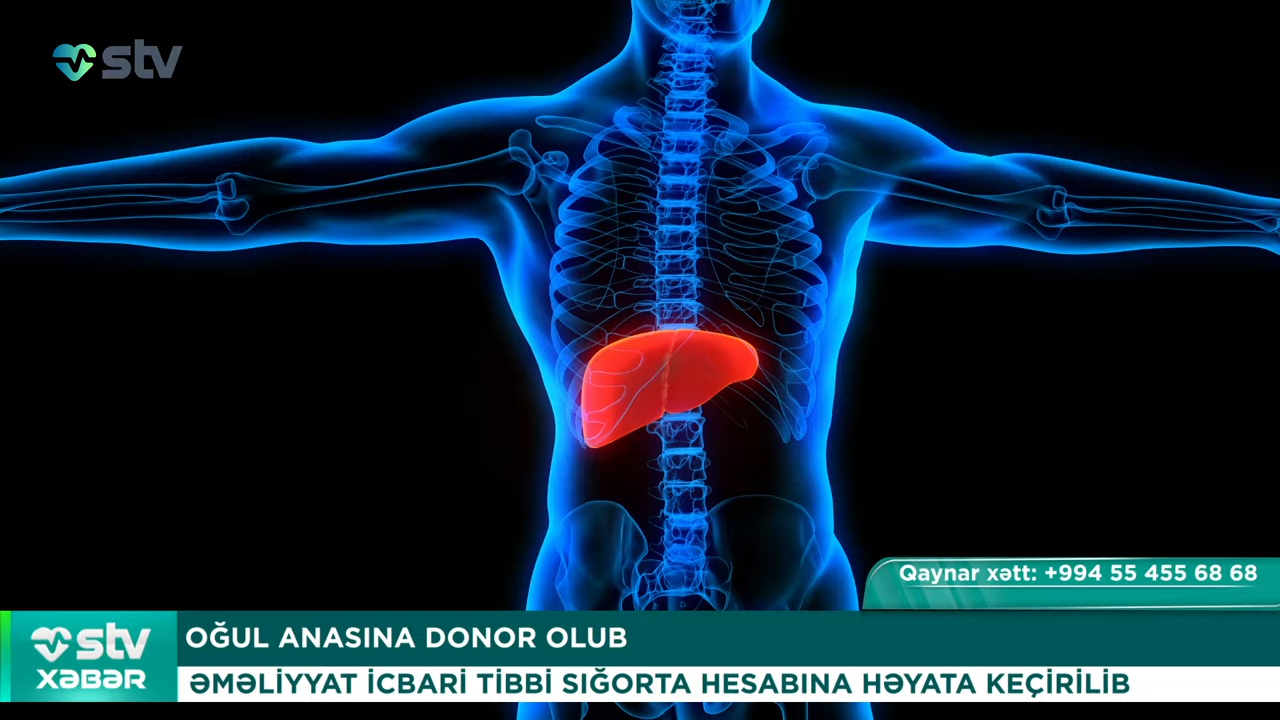 stv
Qaynar xətt: +994 55 455 68 68
stv
XƏBƏR
OĞUL ANASINA DONOR OLUB
ƏMƏLİYYAT İCBARİ TİBBİ SIĞORTA HESABINA HƏYATA KEÇİRİLİB